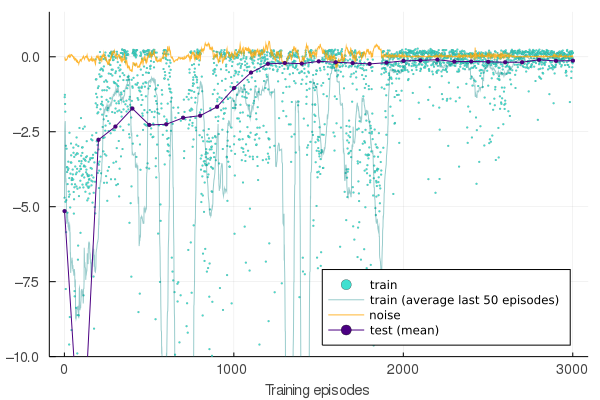 0.0
−2.5
−5.0
−7.5
−10.0
0
1000
2000
3000
Training episodes
train
train (average last 50 episodes)
noise
test (mean)